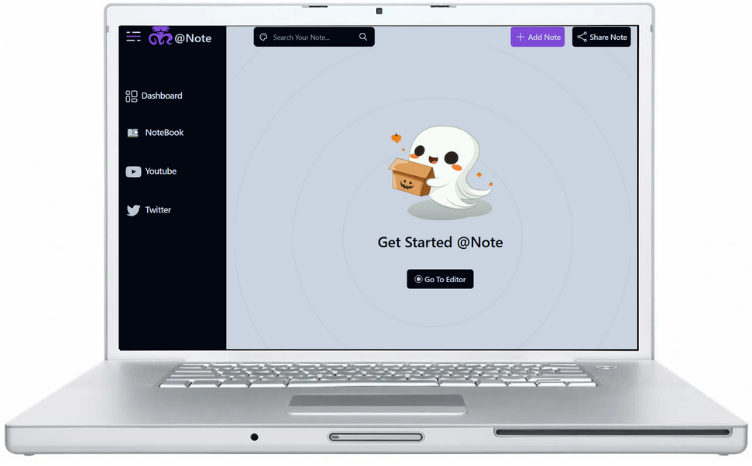 @Note
Search Your Note...
Add Note
Share Note
Dashboard
NoteBook
Youtube
Twitter
Get Started @Note
Go To Editor